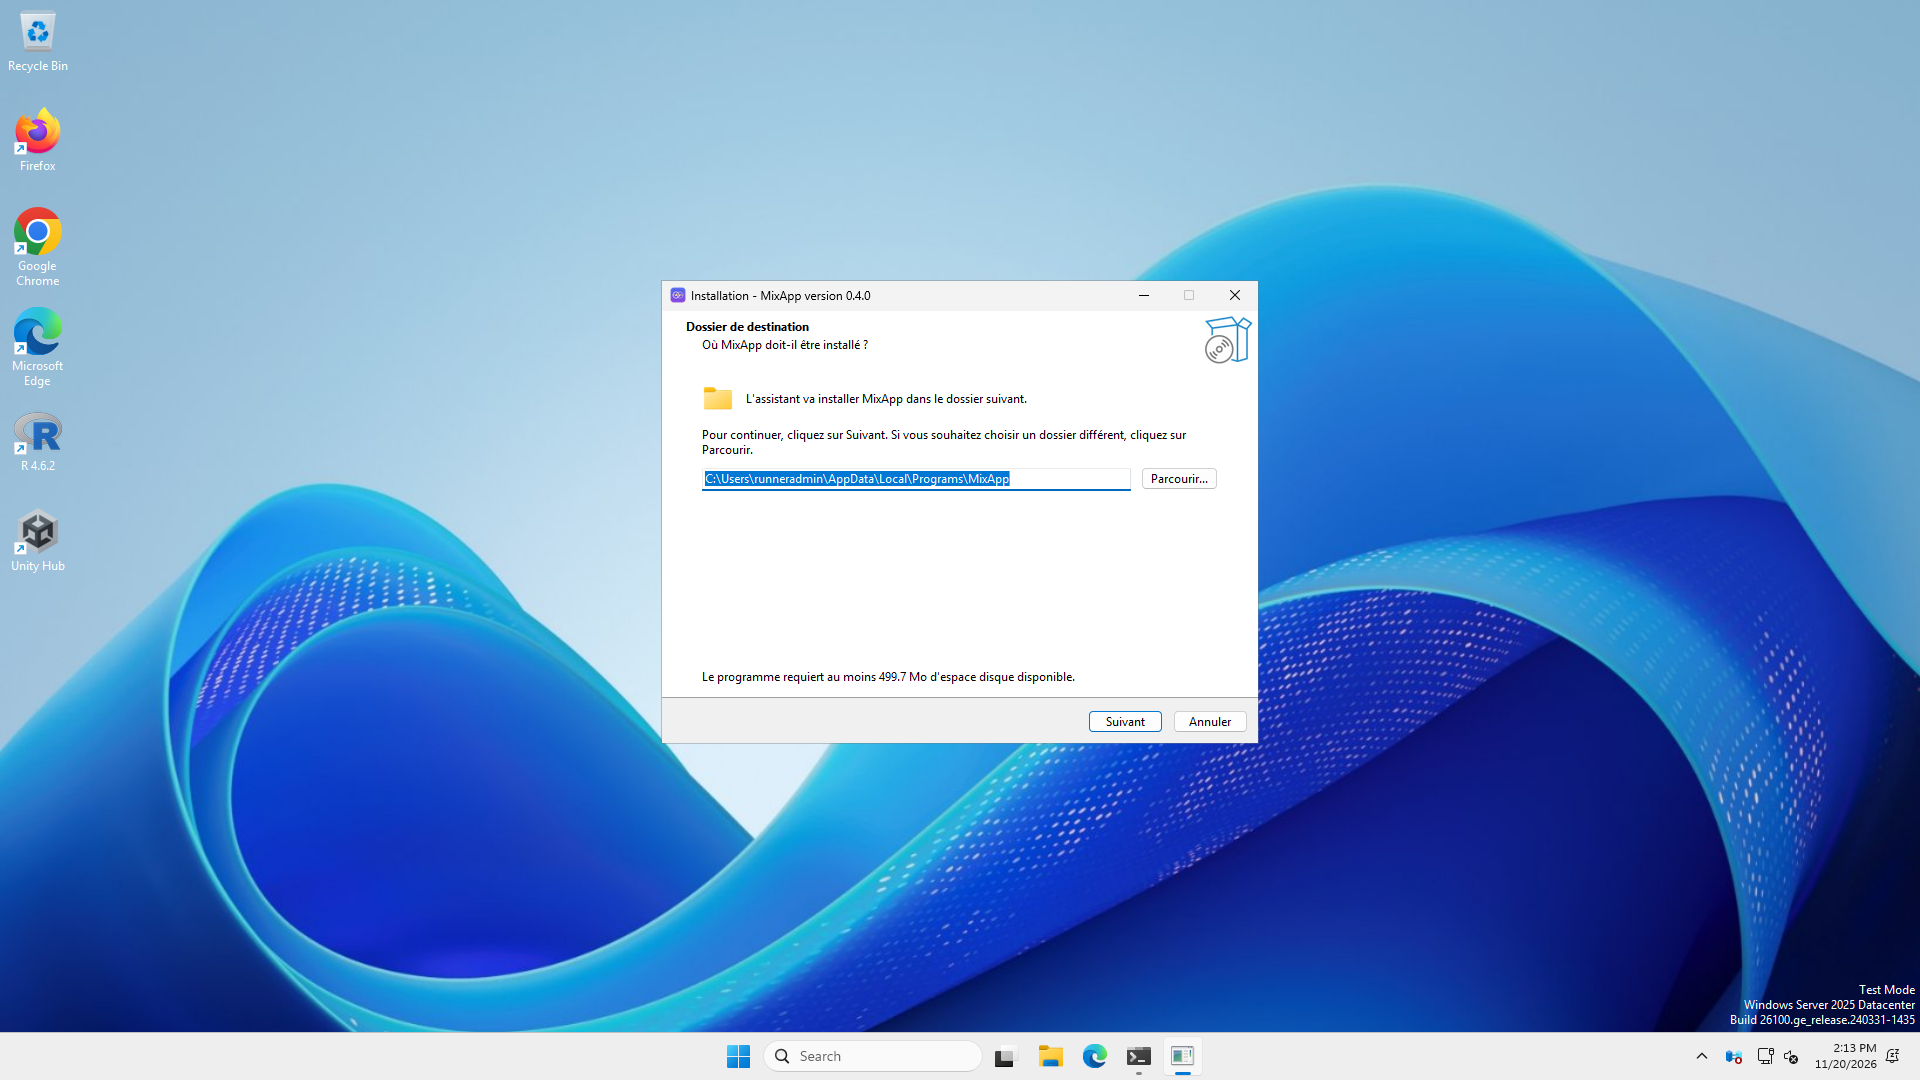 Recycle Bin
Firefox
Google
Chrome
Microsoft
Edge
R 4.6.2
Unity Hub
Installation - MixApp version 0.4.0
Dossier de destination
Où MixApp doit-il être installé ?
L'assistant va installer MixApp dans le dossier suivant.
Pour continuer, cliquez sur Suivant. Si vous souhaitez choisir un dossier différent, cliquez sur
Parcourir.
C:\Users\runneradmin\AppData\Local\Programs\MixApp
Parcourir...
Le programme requiert au moins 499.7 Mo d'espace disque disponible.
Suivant
Annuler
Test Mode
Windows Server 2025 Datacenter
Build 26100.ge_release.240331-1435
Search
2:13 PM
11/20/2026